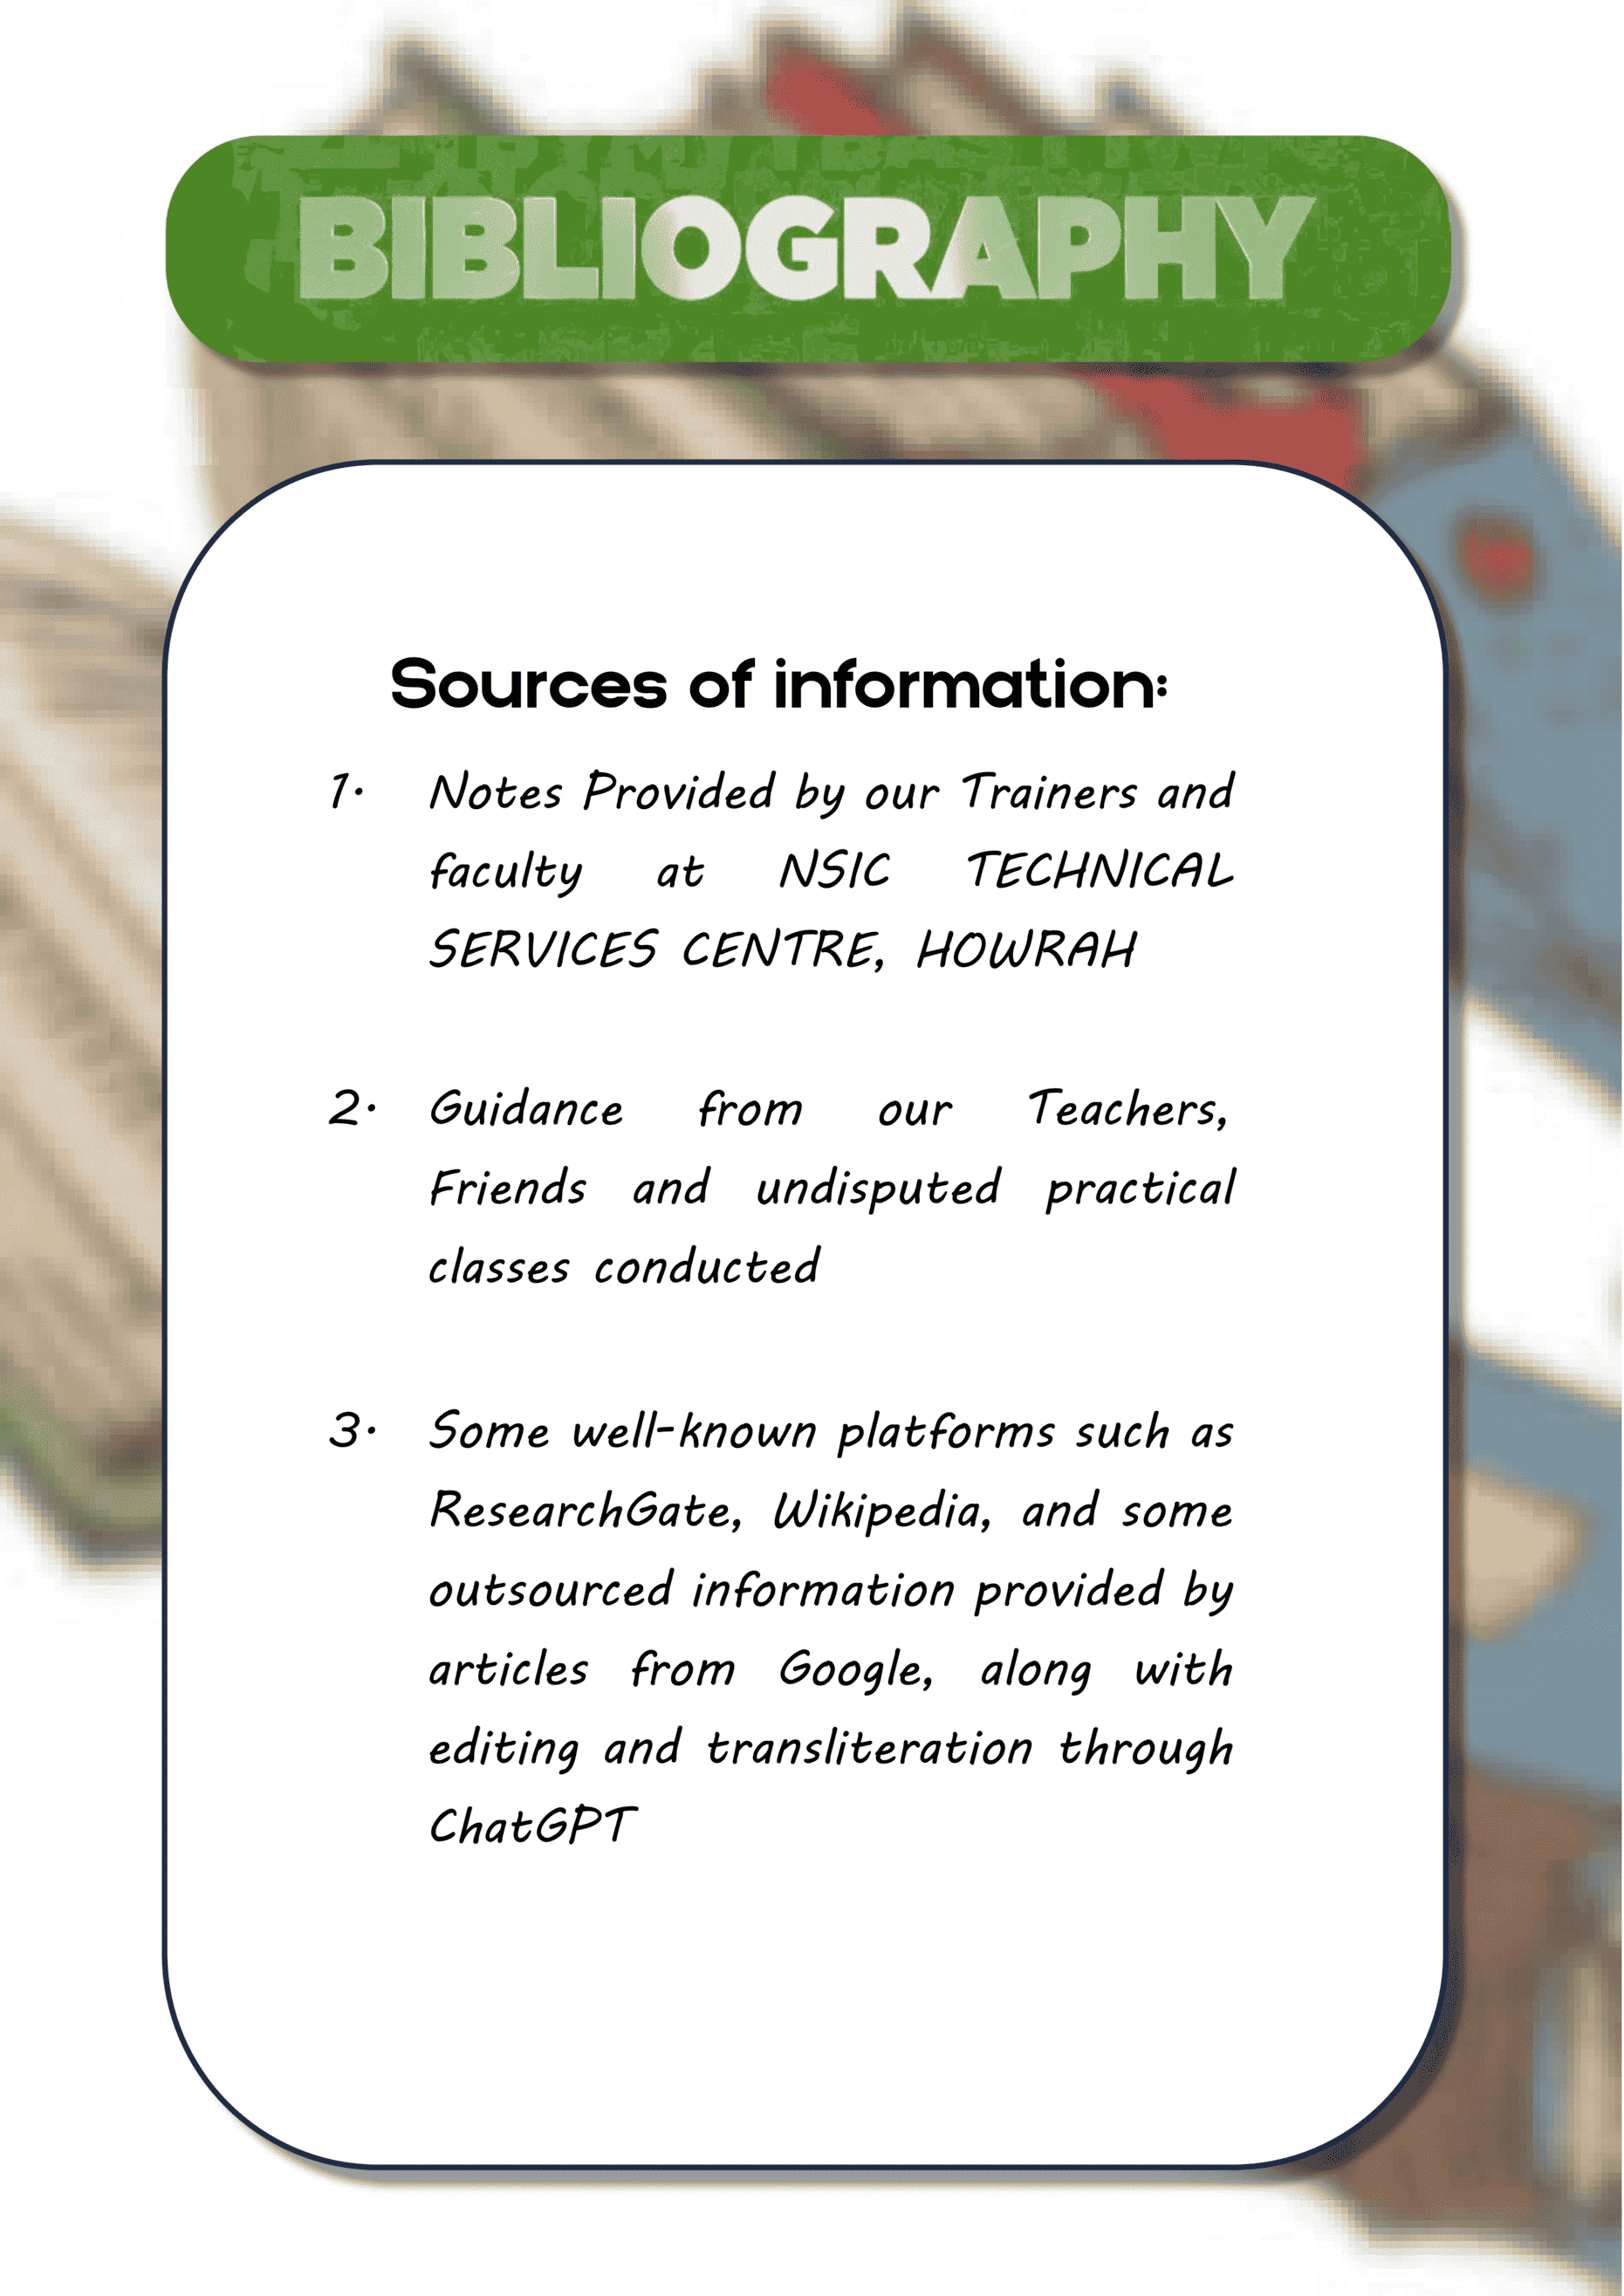 BIBLIOGRAPHY
Sources of information:
1. Notes Provided by our Trainers and
faculty at NSIC TECHNICAL
SERVICES CENTRE, HOWRAH
2. Guidance from our Teachers,
Friends and undisputed practical
classes conducted
3. Some well-known platforms such as
ResearchGate, Wikipedia, and some
outsourced information provided by
articles from Google, along with
editing and transliteration through
ChatGPT